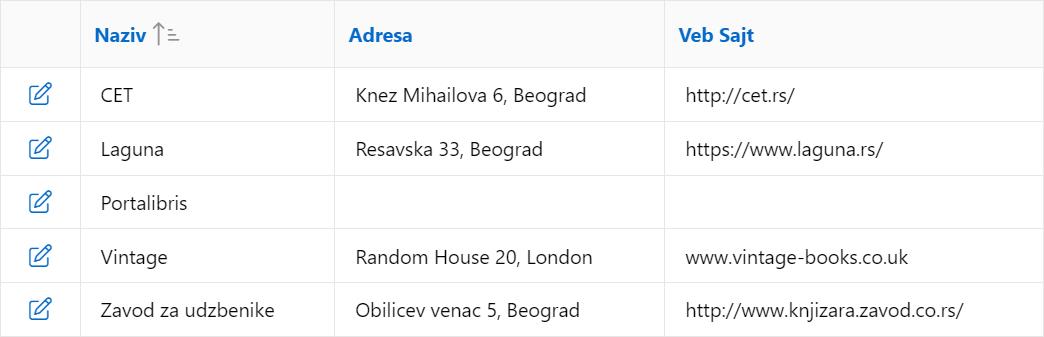 Naziv Adresa Veb Sajt
CET Knez Mihailova 6, Beograd http://cet.rs/
Laguna Resavska 33, Beograd https://www.laguna.rs/
Portalibris
Vintage Random House 20, London www.vintage-books.co.uk
Zavod za udzbenike Obilicev venac 5, Beograd http://www.knjizara.zavod.co.rs/